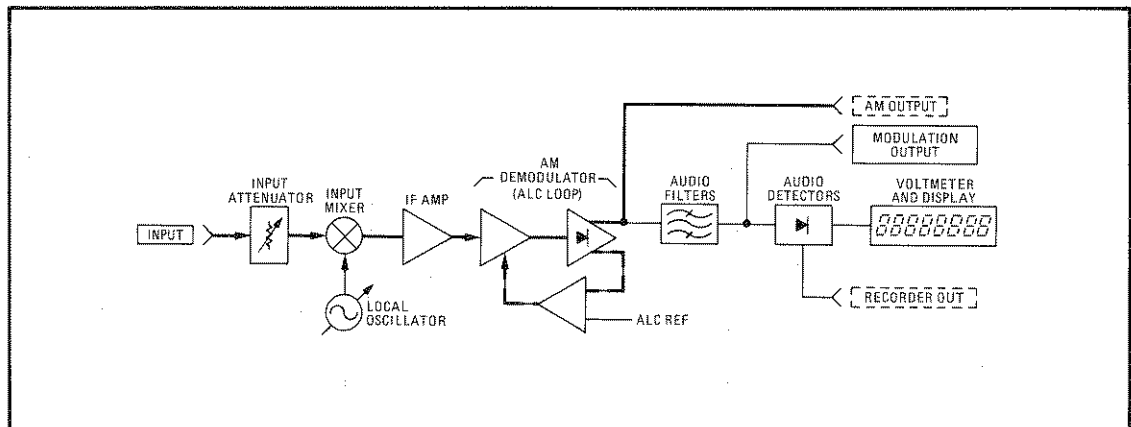 AM OUTPUT
MODULATION
OUTPUT
AM
DEMODULATOR
(ALC LOOP)
INPUT
ATTENUATOR
INPUT
MIXER
IF AMP
AUDIO
FILTERS
AUDIO
DETECTORS
VOLTMETER
AND DISPLAY
INPUT
88888888
LOCAL
OSCILLATOR
ALC REF
RECORDER OUT